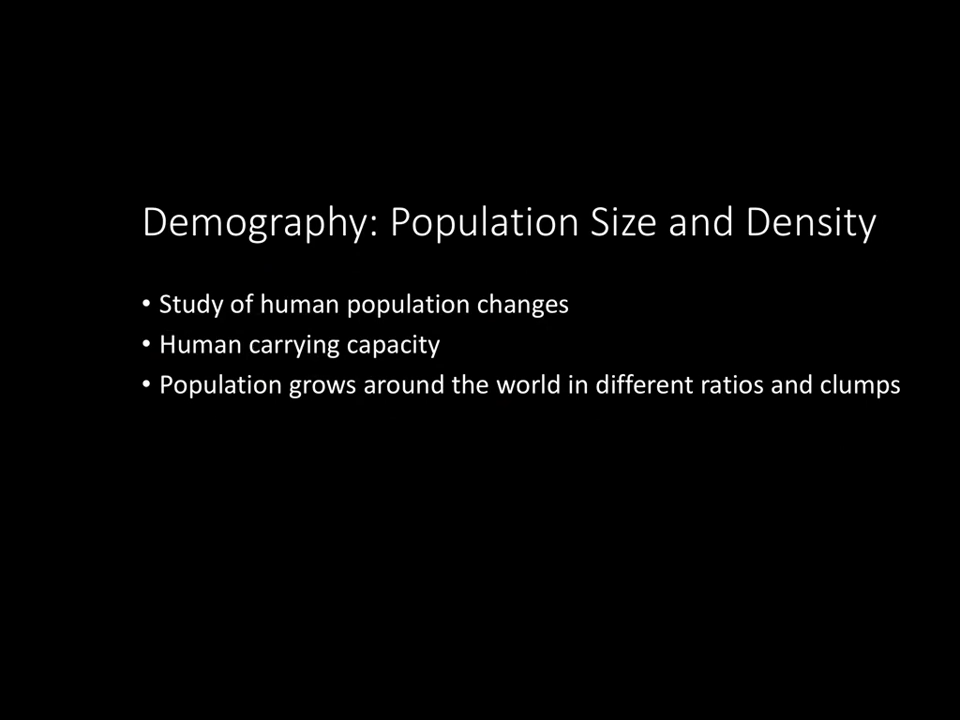 Demography: Population Size and Density
• Study of human population changes
• Human carrying capacity
• Population grows around the world in different ratios and clumps